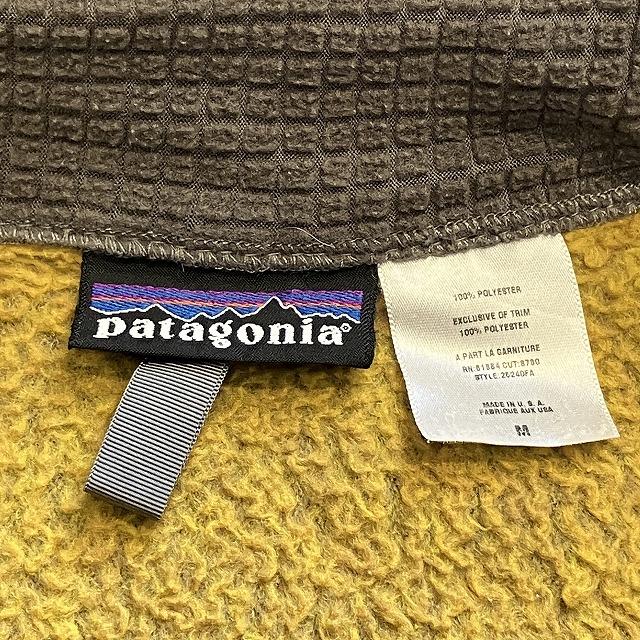 patagonia®
100% POLYESTER
EXCLUSIVE OF TRIM
100% POLYESTER
A PART LA GARNITURE
RN:51884 CUT:8790
STYLE.25240FA
MADE IN U.S.A.
FABRIQUE AUX USA
M